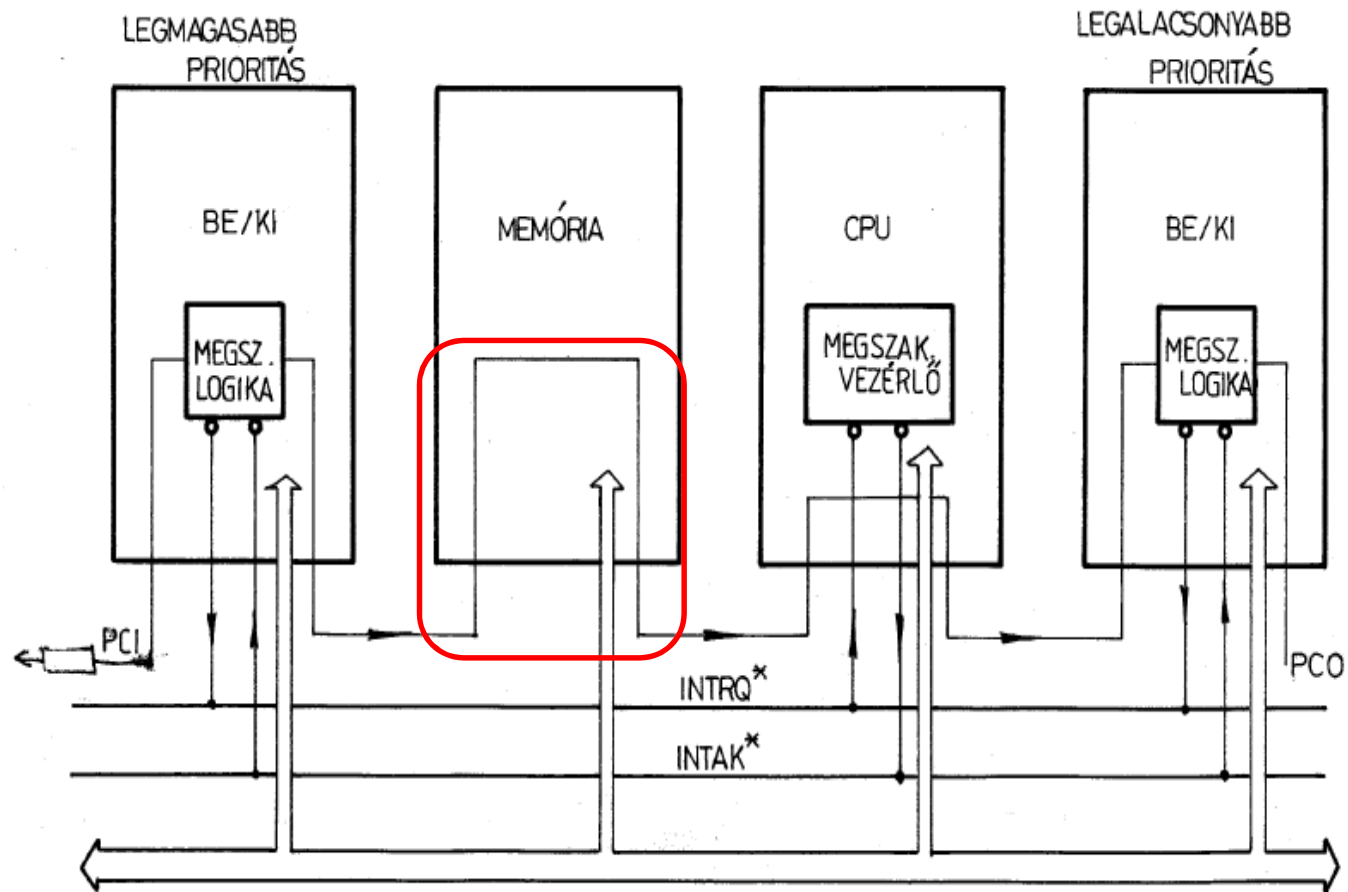 LEGMAGASABB
PRIORITÁS
LEGALACSONYABB
PRIORITÁS
BE/KI
MEMÓRIA
CPU
BE/KI
MEGSZ.
LOGIKA
MEGSZAK.
VEZÉRLŐ
MEGSZ.
LOGIKA
PCI
PCO
INTRQ*
INTAK*